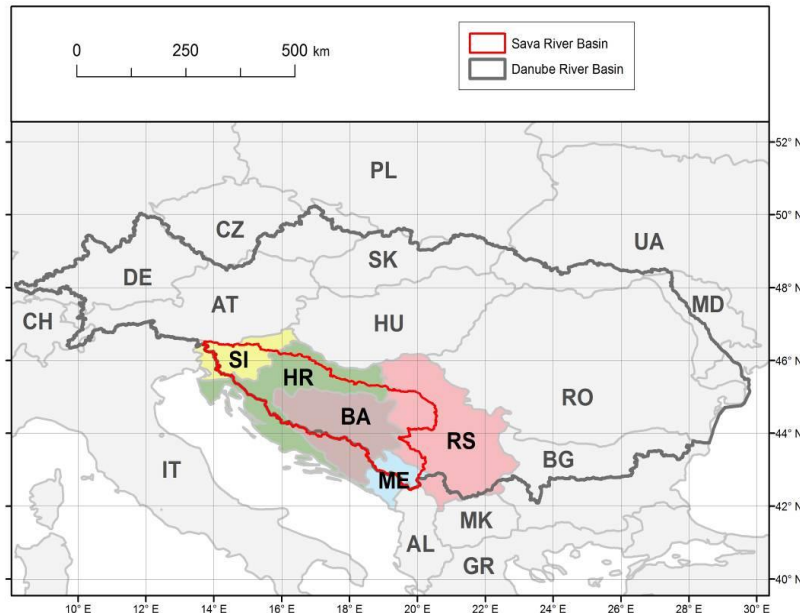 0 250 500 km
Sava River Basin
Danube River Basin
52° N
PL
50° N
CZ
UA
SK
DE
48° N
AT
MD
CH
HU
46° N
SI
HR
RO
BA
44° N
RS
BG
IT
ME
42° N
MK
AL
GR
40° N
10° E 12° E 14° E 16° E 18° E 20° E 22° E 24° E 26° E 28° E 30° E